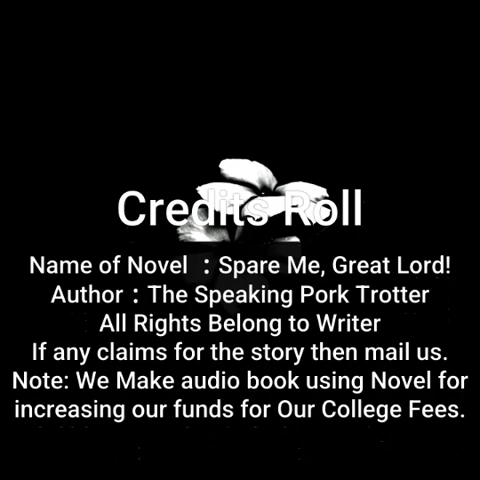 Credits Roll
Name of Novel : Spare Me, Great Lord!
Author : The Speaking Pork Trotter
All Rights Belong to Writer
If any claims for the story then mail us.
Note: We Make audio book using Novel for
increasing our funds for Our College Fees.